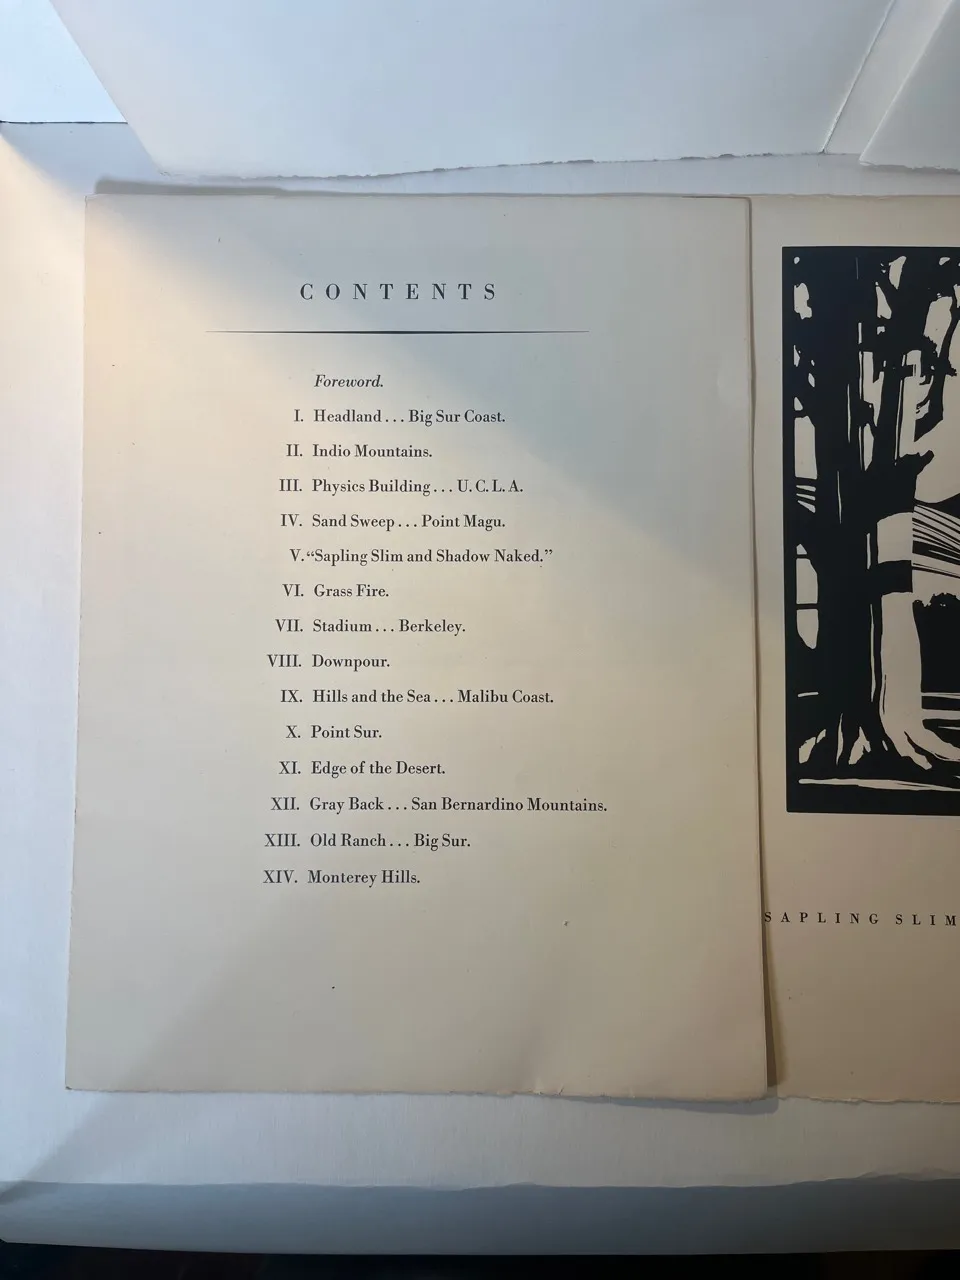 CONTENTS
Foreword.
I. Headland... Big Sur Coast.
II. Indio Mountains.
III. Physics Building... U. C. L. A.
IV. Sand Sweep... Point Magu.
V. “Sapling Slim and Shadow Naked.”
VI. Grass Fire.
VII. Stadium... Berkeley.
VIII. Downpour.
IX. Hills and the Sea... Malibu Coast.
X. Point Sur.
XI. Edge of the Desert.
XII. Gray Back... San Bernardino Mountains.
XIII. Old Ranch... Big Sur.
XIV. Monterey Hills.
SAPLING SLIM